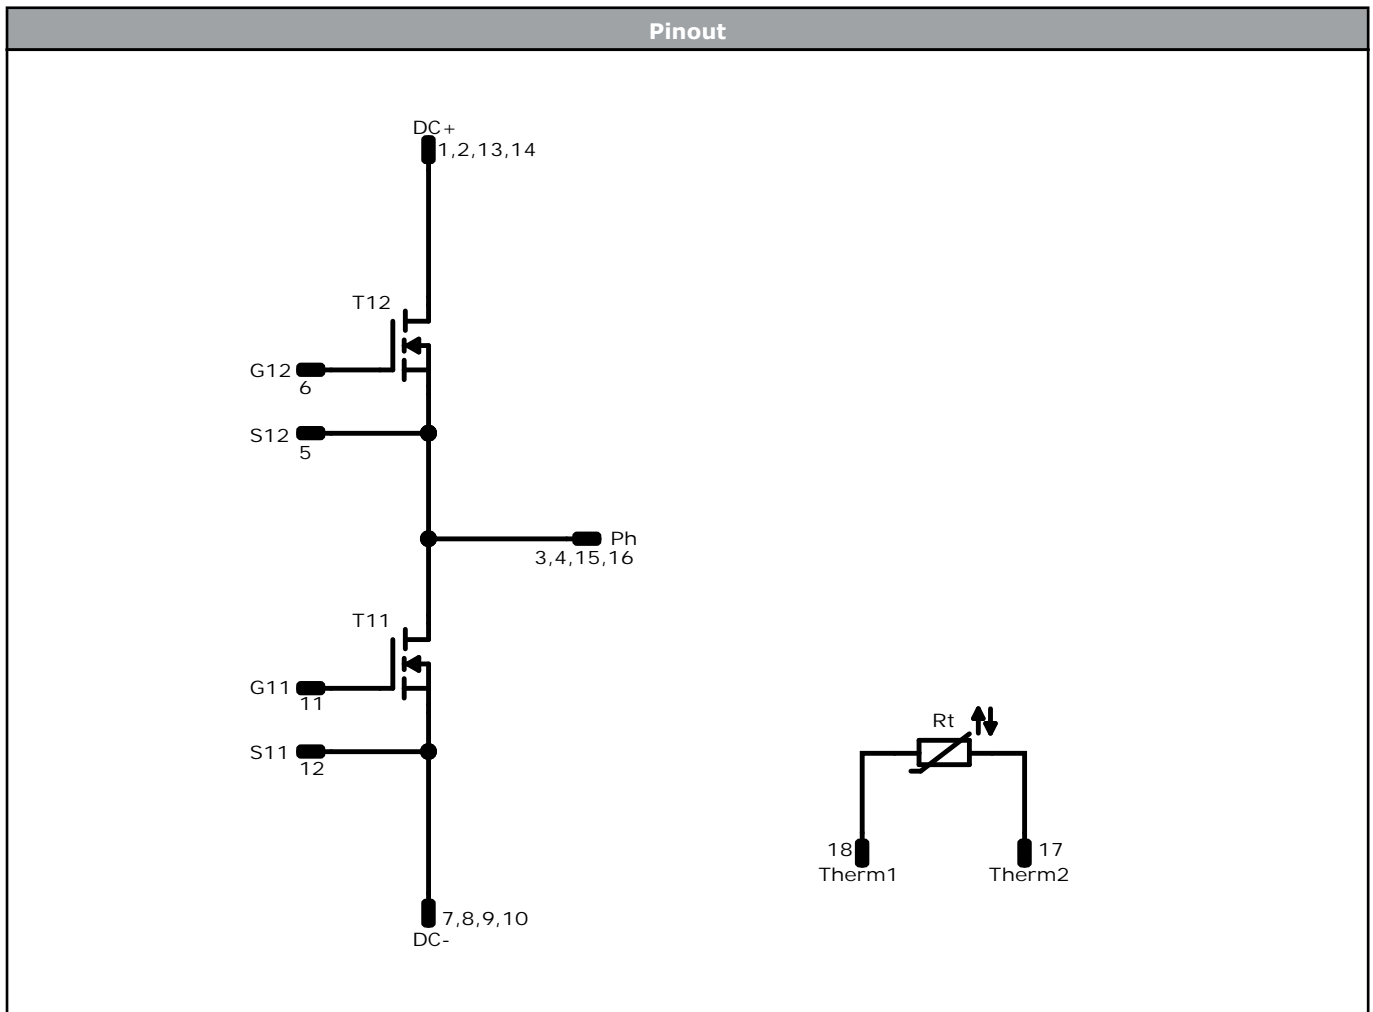 Pinout
DC+
1,2,13,14
T12
G12
6
S12
5
Ph
3,4,15,16
T11
G11
11
S11
12
Rt
18
17
Therm1
Therm2
7,8,9,10
DC-